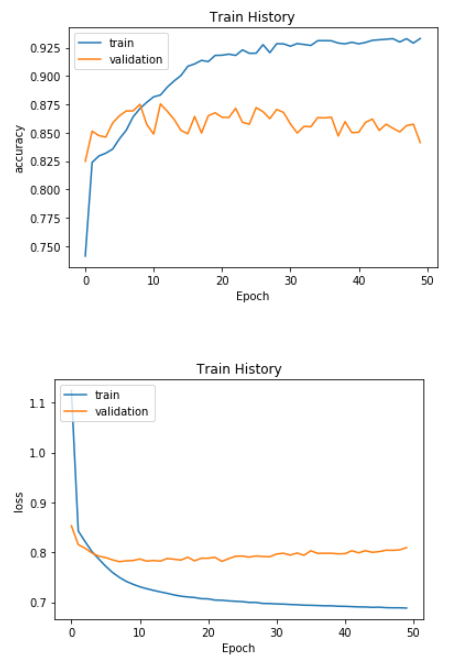 Train History
train
validation
0.925
0.900
0.875
0.850
0.825
0.800
0.775
0.750
accuracy
0 10 20 30 40 50
Epoch
Train History
train
validation
1.1
1.0
0.9
0.8
0.7
loss
0 10 20 30 40 50
Epoch